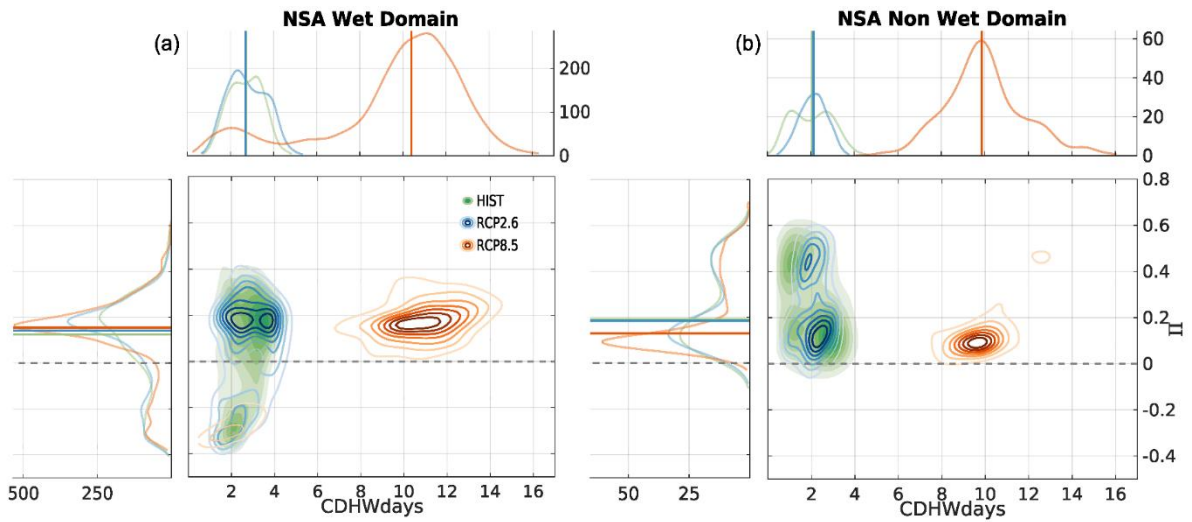 NSA Wet Domain
(a)
200
100
0
HIST
RCP2.6
RCP8.5
500 250
2 4 6 8 10 12 14 16
CDHWdays
NSA Non Wet Domain
(b)
60
40
20
0
0.8
0.6
0.4
0.2
0
-0.2
-0.4
II
50 25
2 4 6 8 10 12 14 16
CDHWdays